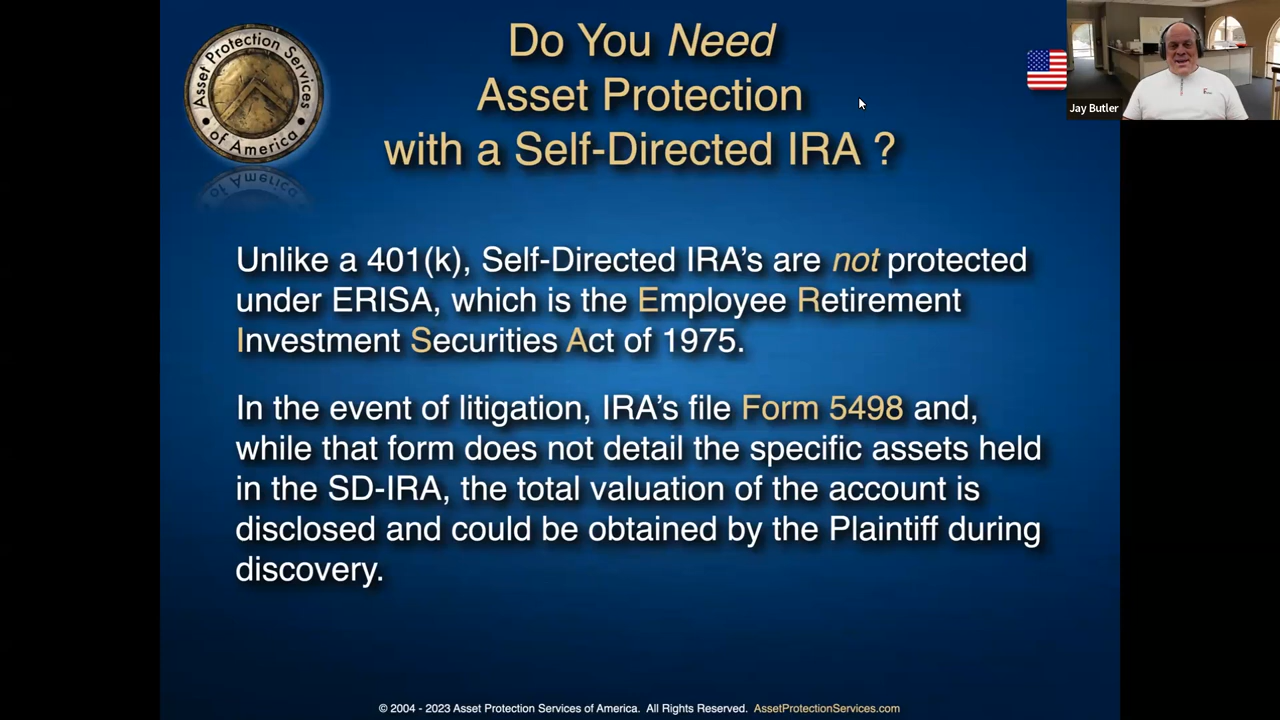 Asset Protection Services
of America
Do You Need
Asset Protection
with a Self-Directed IRA ?
Jay Butler
Unlike a 401(k), Self-Directed IRA’s are not protected
under ERISA, which is the Employee Retirement
Investment Securities Act of 1975.
In the event of litigation, IRA’s file Form 5498 and,
while that form does not detail the specific assets held
in the SD-IRA, the total valuation of the account is
disclosed and could be obtained by the Plaintiff during
discovery.
© 2004 - 2023 Asset Protection Services of America. All Rights Reserved. AssetProtectionServices.com